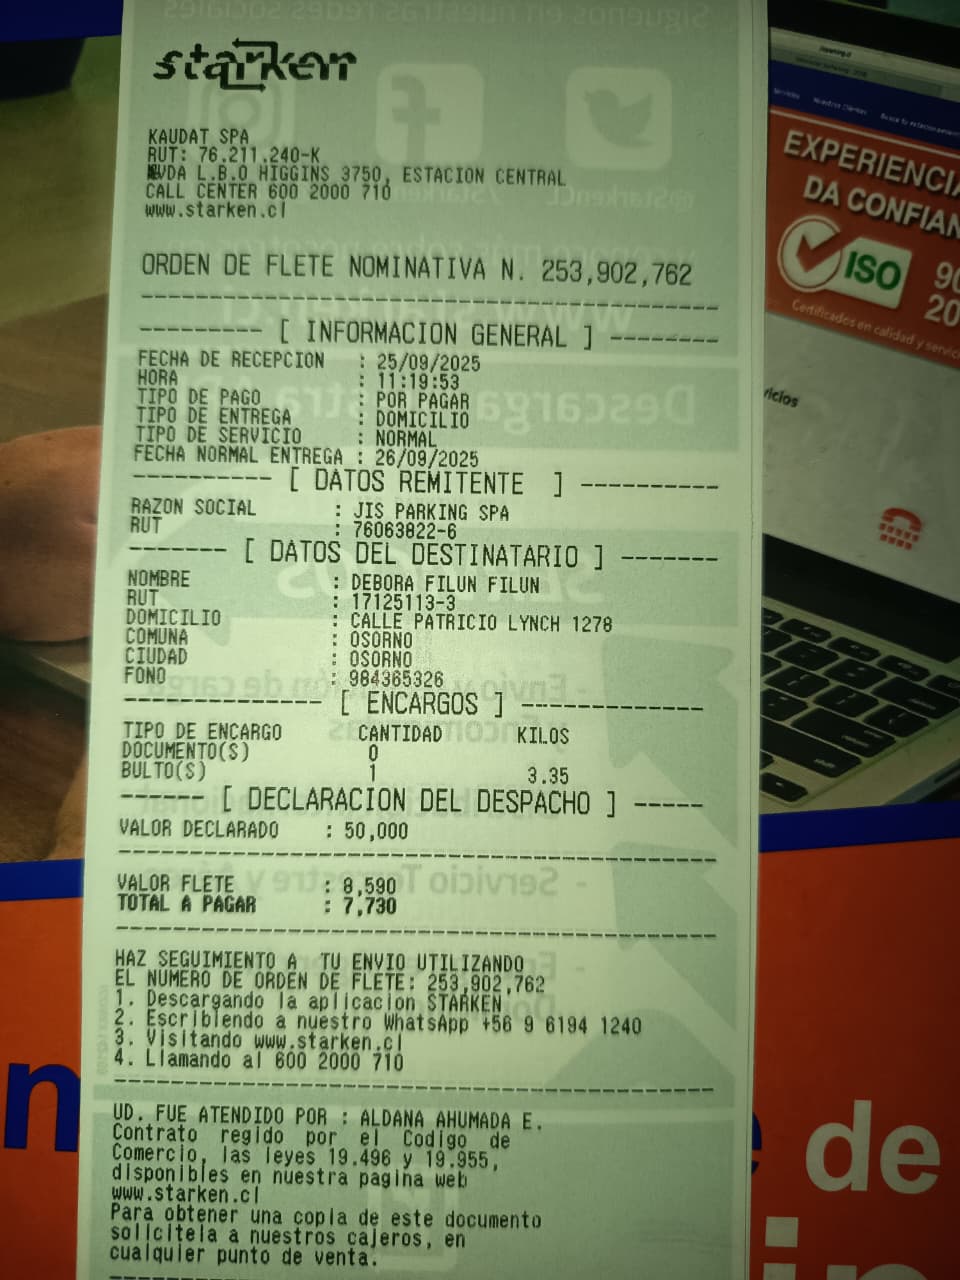 starken
KAUDAT SPA
RUT: 76.211.240-K
AVDA L.B.O HIGGINS 3750, ESTACION CENTRAL
CALL CENTER 600 2000 710
www.starken.cl
ORDEN DE FLETE NOMINATIVA N. 253,902,762
--------- [ INFORMACION GENERAL ] --------
FECHA DE RECEPCION : 25/09/2025
HORA : 11:19:53
TIPO DE PAGO : POR PAGAR
TIPO DE ENTREGA : DOMICILIO
TIPO DE SERVICIO : NORMAL
FECHA NORMAL ENTREGA : 26/09/2025
---------- [ DATOS REMITENTE ] ----------
RAZON SOCIAL : JIS PARKING SPA
RUT : 76063822-6
------- [ DATOS DEL DESTINATARIO ] -------
NOMBRE : DEBORA FILUN FILUN
RUT : 17125113-3
DOMICILIO : CALLE PATRICIO LYNCH 1278
COMUNA : OSORNO
CIUDAD : OSORNO
FONO : 984365326
-------------- [ ENCARGOS ] -------------
TIPO DE ENCARGO CANTIDAD KILOS
DOCUMENTO(S) 0
BULTO(S) 1 3.35
------ [ DECLARACION DEL DESPACHO ] -----
VALOR DECLARADO : 50,000
VALOR FLETE : 8,590
TOTAL A PAGAR : 7,730
HAZ SEGUIMIENTO A TU ENVIO UTILIZANDO
EL NUMERO DE ORDEN DE FLETE: 253,902,762
1. Descargando la aplicacion STARKEN
2. Escribiendo a nuestro WhatsApp +56 9 6194 1240
3. Visitando www.starken.cl
4. Llamando al 600 2000 710
UD. FUE ATENDIDO POR : ALDANA AHUMADA E.
Contrato regido por el Codigo de
Comercio, las leyes 19.496 y 19.955,
disponibles en nuestra pagina web
www.starken.cl
Para obtener una copia de este documento
solicitela a nuestros cajeros, en
cualquier punto de venta.
EXPERIENCIA
DA CONFIAN
ISO 90
20
Certificados en calidad y servicio
de